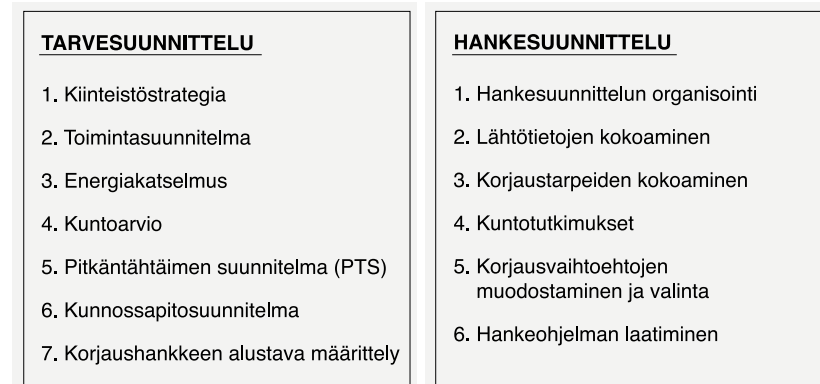 TARVESUUNNITTELU
1. Kiinteistöstrategia
2. Toimintasuunnitelma
3. Energiakatselmus
4. Kuntoarvio
5. Pitkäntähtäimen suunnitelma (PTS)
6. Kunnossapitosuunnitelma
7. Korjaushankkeen alustava määrittely
HANKESUUNNITTELU
1. Hankesuunnittelun organisointi
2. Lähtötietojen kokoaminen
3. Korjaustarpeiden kokoaminen
4. Kuntotutkimukset
5. Korjausvaihtoehtojen
muodostaminen ja valinta
6. Hankeohjelman laatiminen